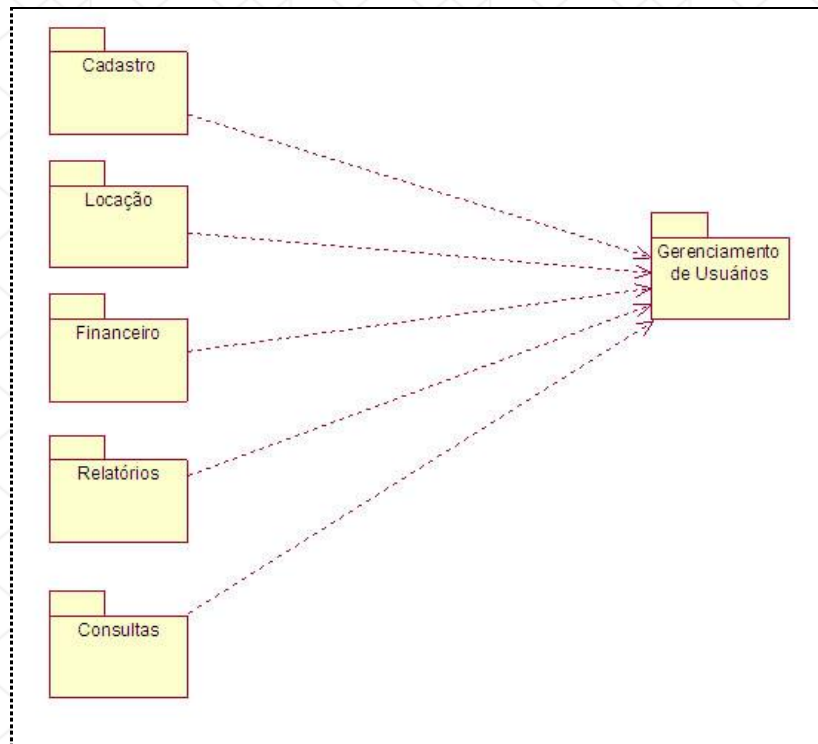 Cadastro
Locação
Gerenciamento
de Usuários
Financeiro
Relatórios
Consultas